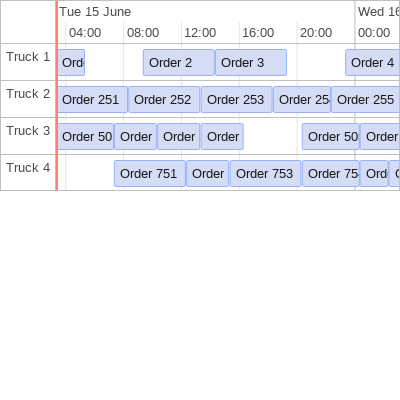 Tue 15 June Wed 16
04:00 08:00 12:00 16:00 20:00 00:00
Truck 1 Order 2 Order 3 Order 4
Truck 2 Order 251 Order 252 Order 253 Order 25 Order 255
Truck 3 Order 50 Order Order Order Order 50 Order
Truck 4 Order 751 Order Order 753 Order 75 Ord